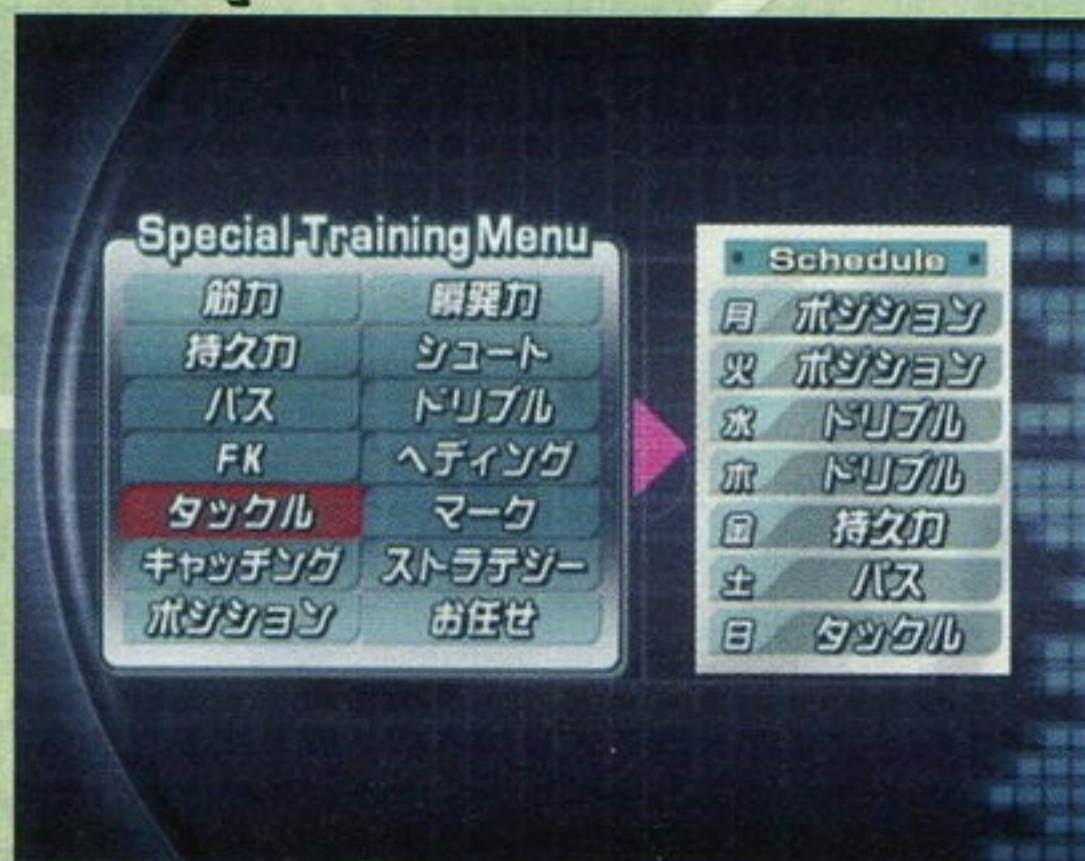 Special Training Menu
筋力 瞬発力
持久力 シュート
パス ドリブル
FK ヘディング
タックル マーク
キャッチング ストラテジー
ポジション お任せ
Schedule
月 ポジション
火 ポジション
水 ドリブル
木 ドリブル
金 持久力
土 パス
日 タックル